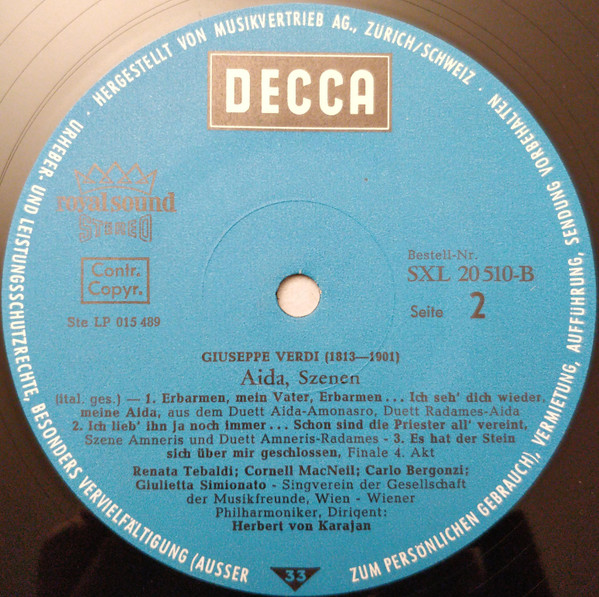 URHEBER- UND LEISTUNGSSCHUTZRECHTE, BESONDERS VERVIELFÄLTIGUNG (AUSSER ZUM PERSÖNLICHEN GEBRAUCH), VERMIETUNG, AUFFÜHRUNG, SENDUNG VORBEHALTEN · HERGESTELLT VON MUSIKVERTRIEB AG., ZÜRICH/SCHWEIZ ·
DECCA
royal sound
STEREO
Contr.
Copyr.
Ste LP 015 489
Bestell-Nr.
SXL 20 510-B
Seite 2
GIUSEPPE VERDI (1813—1901)
Aida, Szenen
(ital. ges.) — 1. Erbarmen, mein Vater, Erbarmen . . . Ich seh' dich wieder,
meine Aida, aus dem Duett Aida-Amonasro, Duett Radames-Aida
2. Ich lieb' ihn ja noch immer . . . Schon sind die Priester all' vereint,
Szene Amneris und Duett Amneris-Radames - 3. Es hat der Stein
sich über mir geschlossen, Finale 4. Akt
Renata Tebaldi; Cornell MacNeil; Carlo Bergonzi;
Giulietta Simionato - Singverein der Gesellschaft
der Musikfreunde, Wien - Wiener
Philharmoniker, Dirigent:
Herbert von Karajan
33